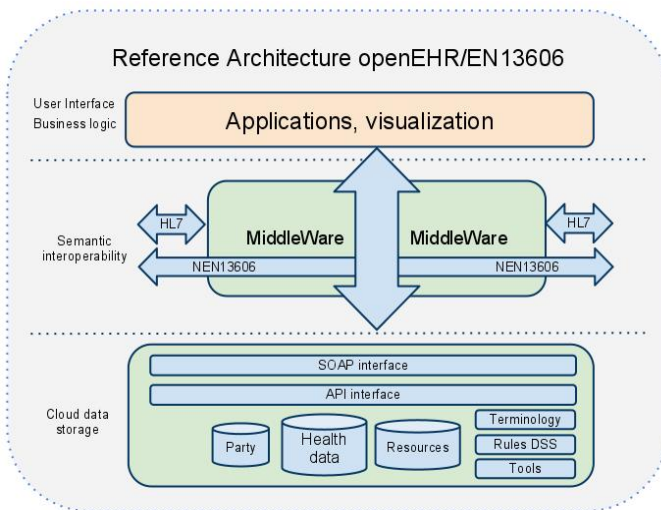 Reference Architecture openEHR/EN13606
User Interface
Business logic
Applications, visualization
HL7
MiddleWare
MiddleWare
HL7
Semantic
interoperability
NEN13606
NEN13606
SOAP interface
API interface
Cloud data
storage
Party
Health
data
Resources
Terminology
Rules DSS
Tools